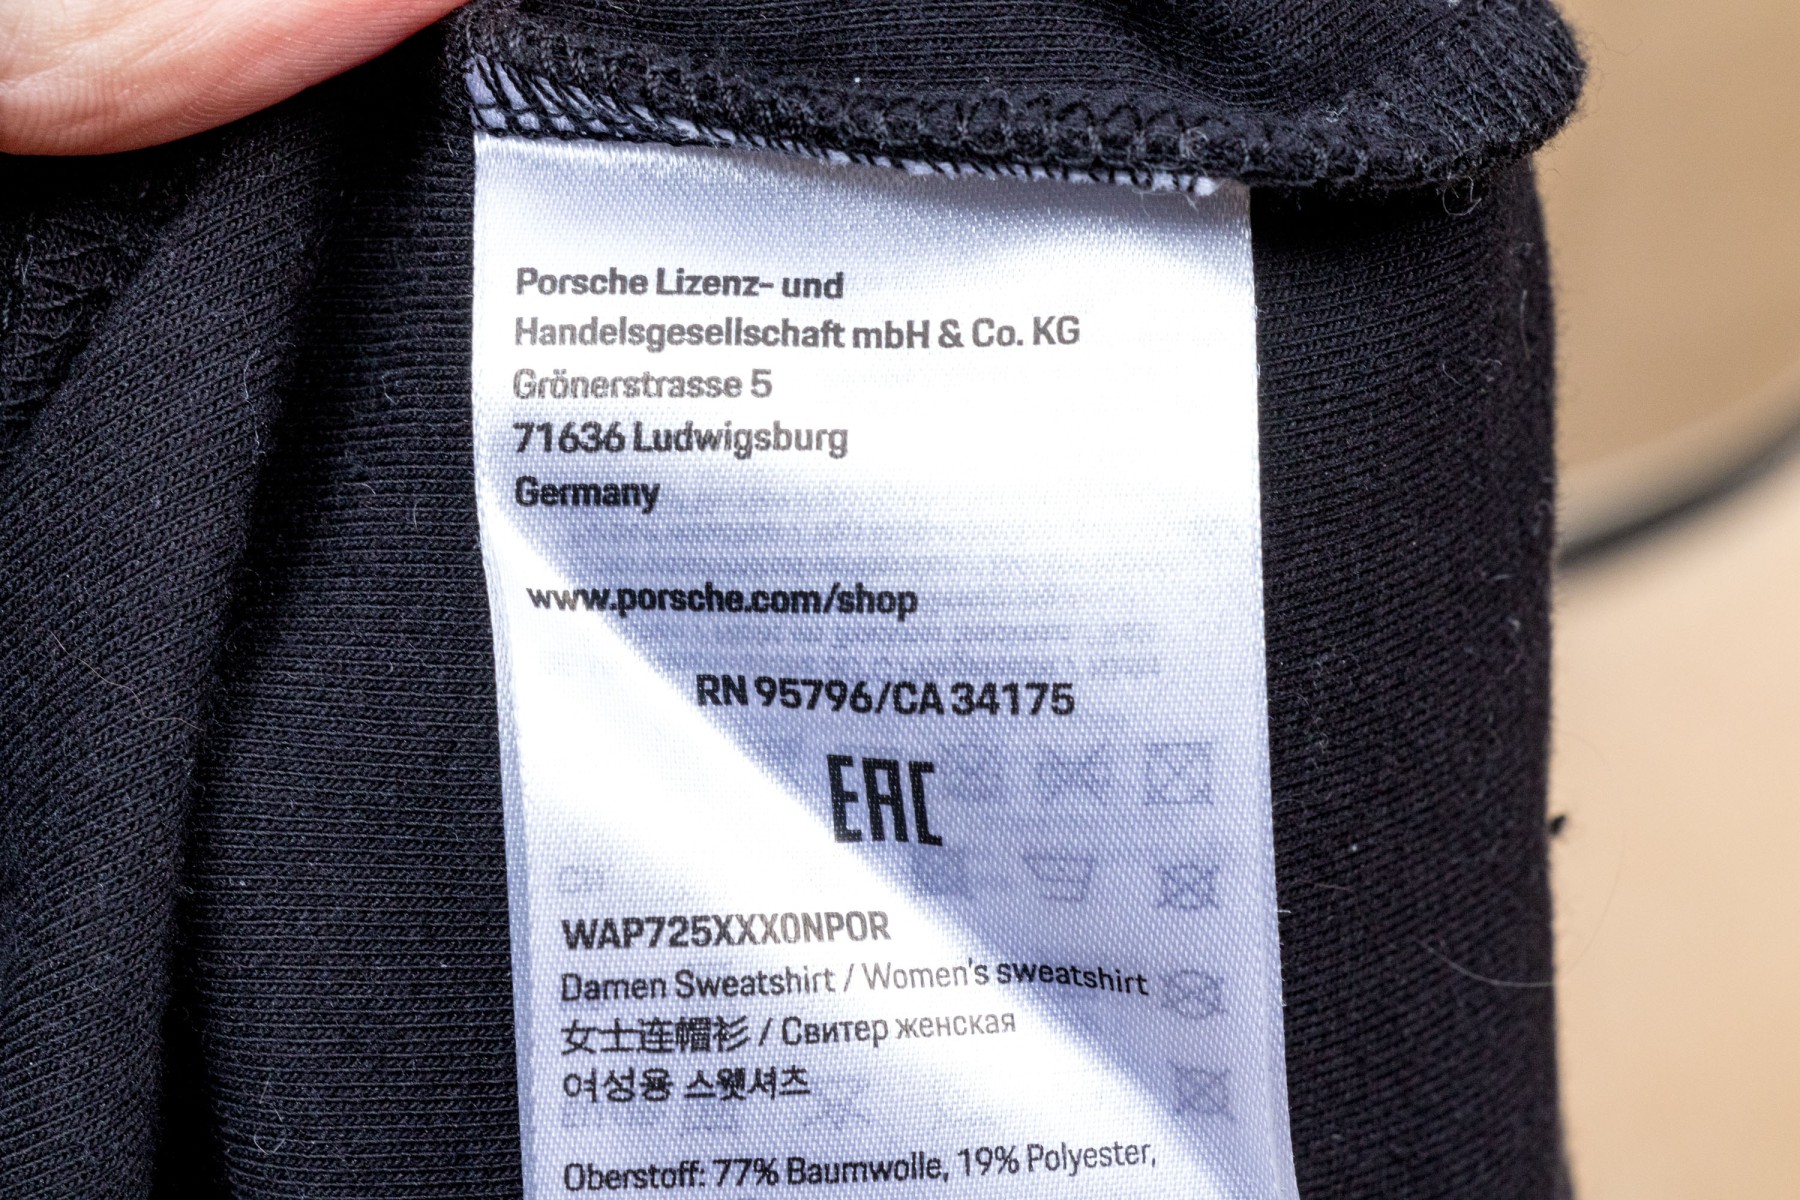 Porsche Lizenz- und
Handelsgesellschaft mbH & Co. KG
Grönerstrasse 5
71636 Ludwigsburg
Germany
www.porsche.com/shop
RN 95796/CA 34175
EAC
WAP725XXX0NPOR
Damen Sweatshirt / Women's sweatshirt
女士连帽衫 / Свитер женская
여성용 스웻셔츠
Oberstoff: 77% Baumwolle, 19% Polyester,